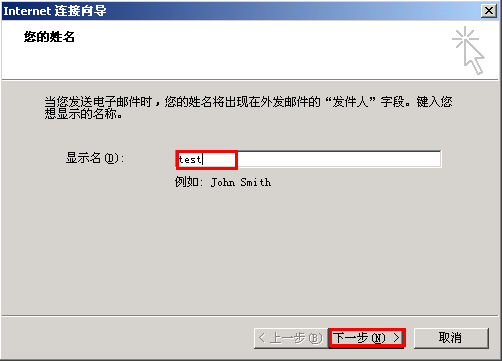 Internet 连接向导
您的姓名
当您发送电子邮件时，您的姓名将出现在外发邮件的“发件人”字段。键入您
想显示的名称。
显示名(D): test
例如: John Smith
< 上一步(B) 下一步(N) > 取消